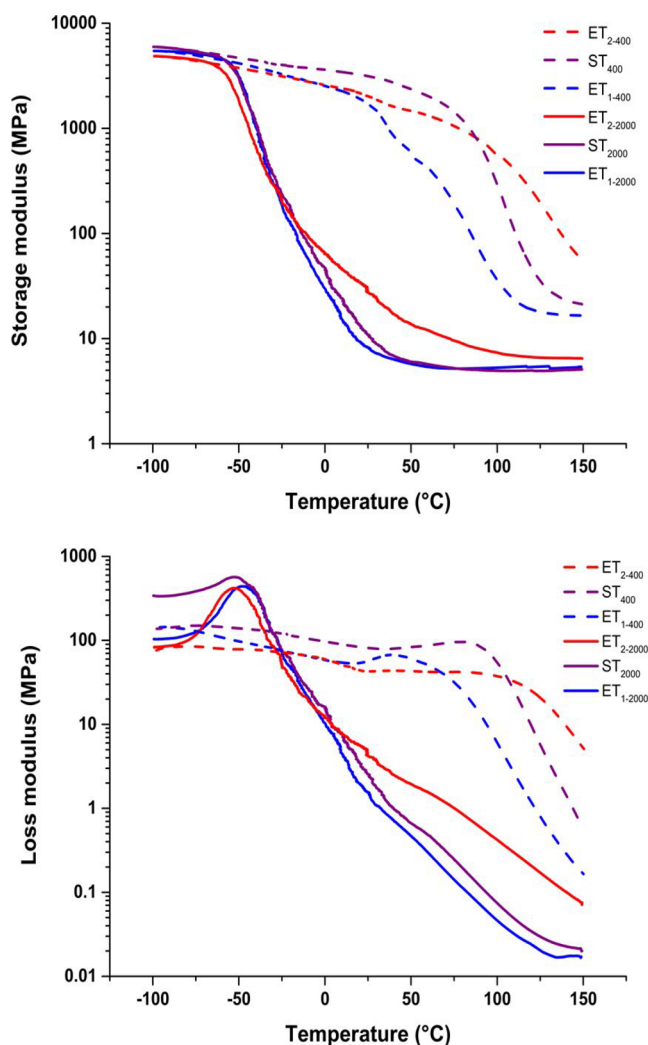 10000
1000
100
10
1
Storage modulus (MPa)
ET2-400
ST400
ET1-400
ET2-2000
ST2000
ET1-2000
-100 -50 0 50 100 150
Temperature (°C)
1000
100
10
1
0.1
0.01
Loss modulus (MPa)
ET2-400
ST400
ET1-400
ET2-2000
ST2000
ET1-2000
-100 -50 0 50 100 150
Temperature (°C)